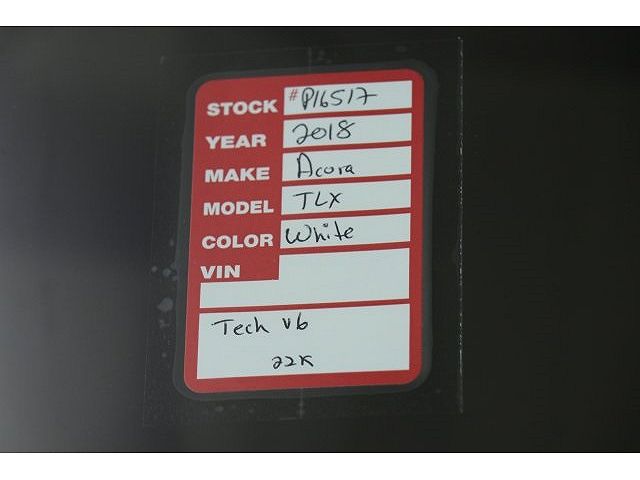 STOCK #P16517
YEAR 2018
MAKE Acura
MODEL TLX
COLOR White
VIN
Tech V6
22K